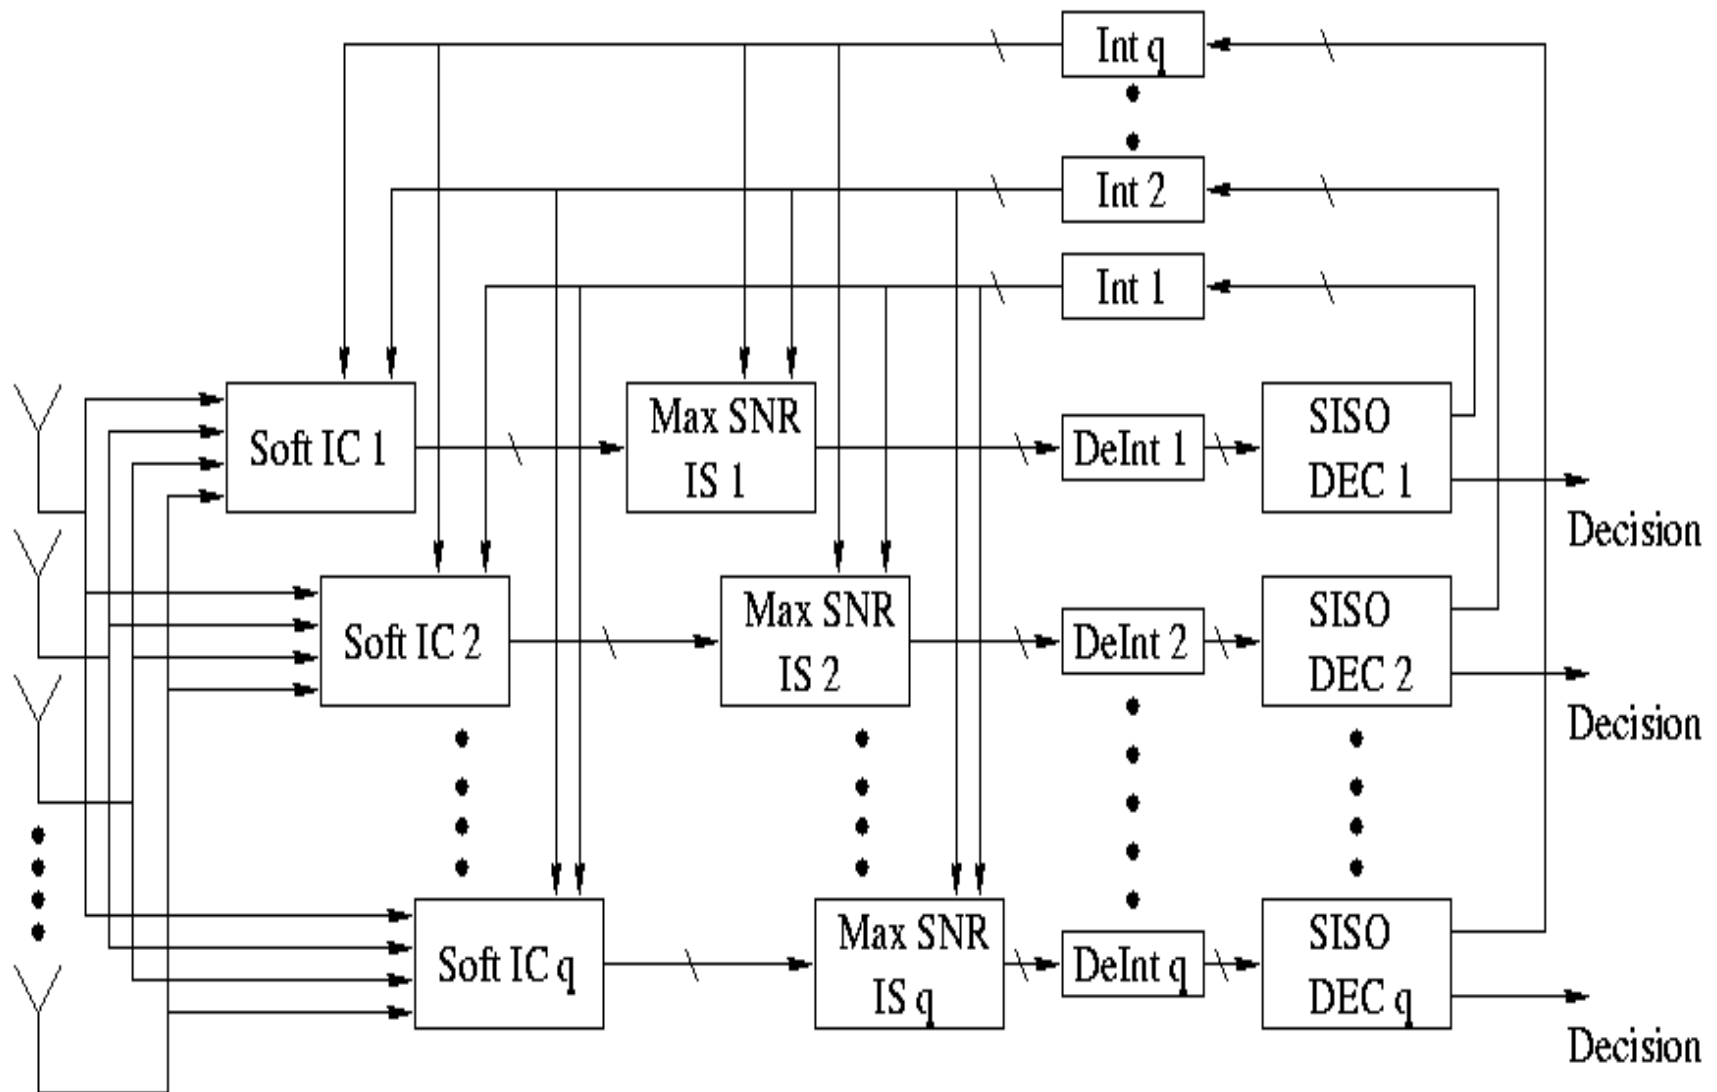 Int q
Int 2
Int 1
Soft IC 1
Max SNR
IS 1
DeInt 1
SISO
DEC 1
Decision
Soft IC 2
Max SNR
IS 2
DeInt 2
SISO
DEC 2
Decision
Soft IC q
Max SNR
IS q
DeInt q
SISO
DEC q
Decision